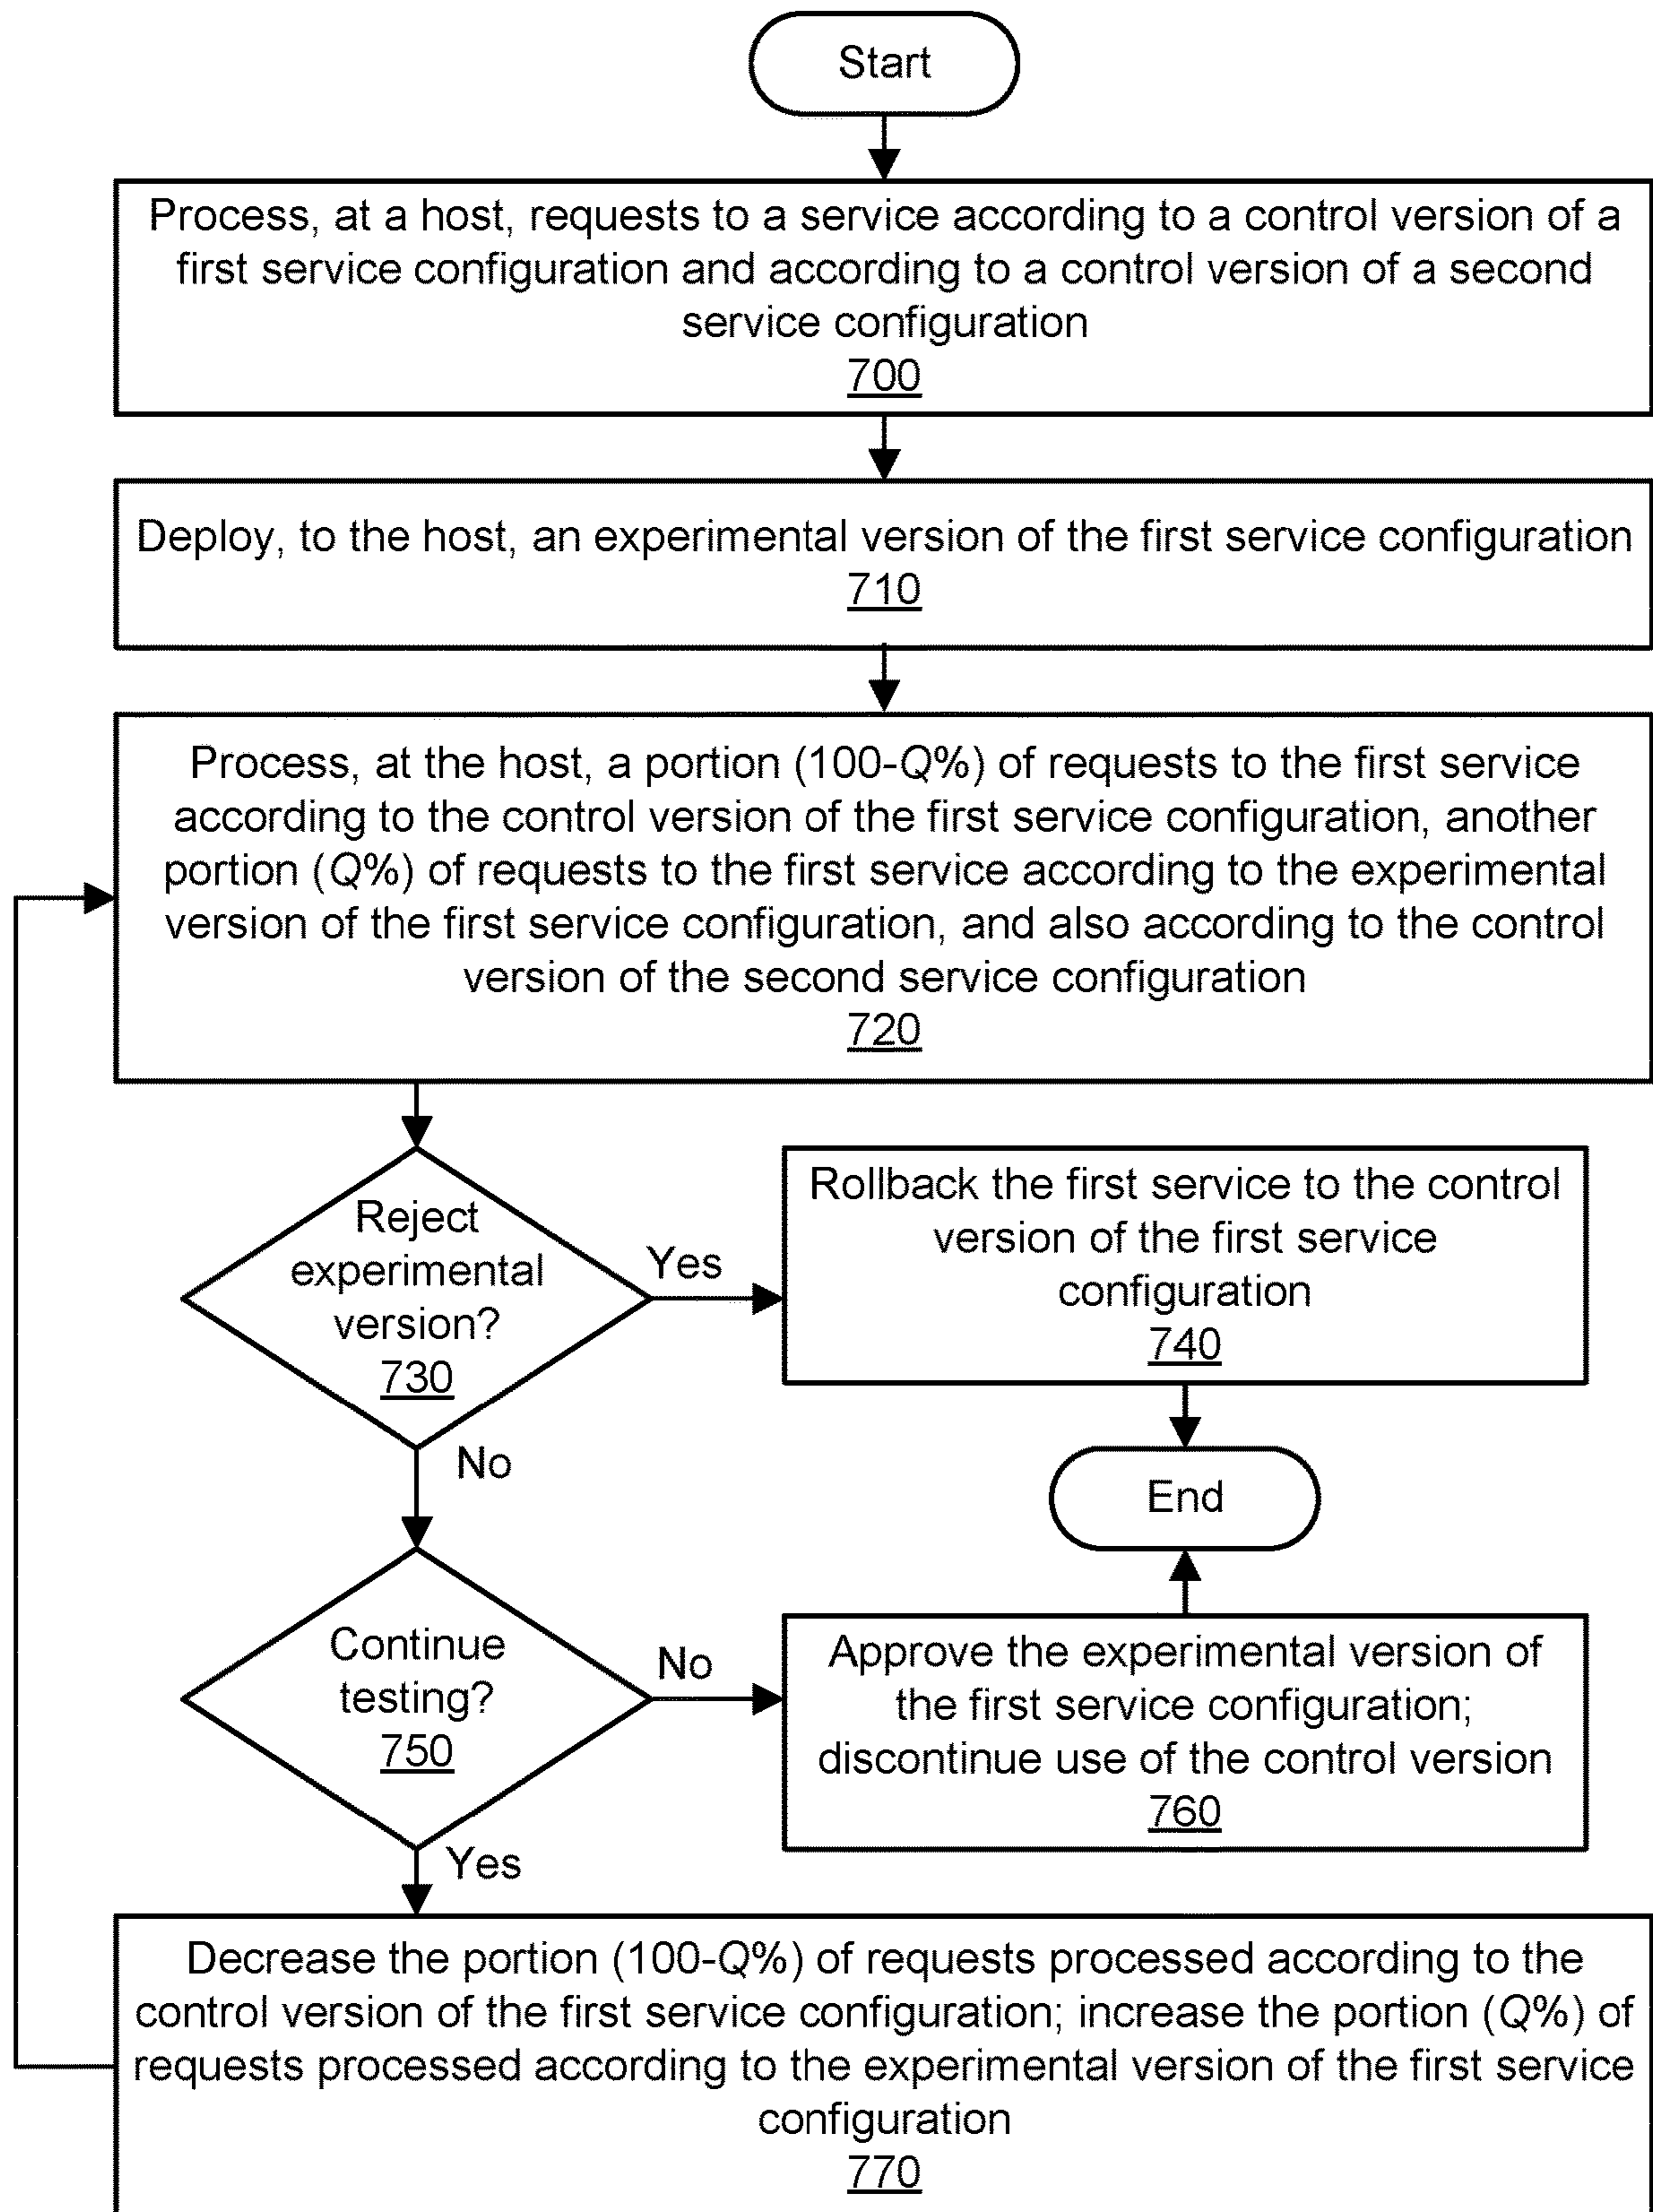 Start
Process, at a host, requests to a service according to a control version of a
first service configuration and according to a control version of a second
service configuration
700
Deploy, to the host, an experimental version of the first service configuration
710
Process, at the host, a portion (100-Q%) of requests to the first service
according to the control version of the first service configuration, another
portion (Q%) of requests to the first service according to the experimental
version of the first service configuration, and also according to the control
version of the second service configuration
720
Reject
experimental
version?
730
Yes
Rollback the first service to the control
version of the first service
configuration
740
No
End
Continue
testing?
750
No
Approve the experimental version of
the first service configuration;
discontinue use of the control version
760
Yes
Decrease the portion (100-Q%) of requests processed according to the
control version of the first service configuration; increase the portion (Q%) of
requests processed according to the experimental version of the first service
configuration
770